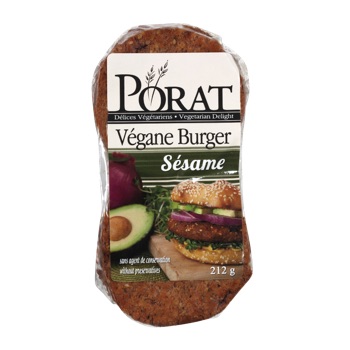 PORAT
Délices Végétariens • Vegetarian Delight
Végane Burger
Sésame
sans agent de conservation
without preservatives
212 g